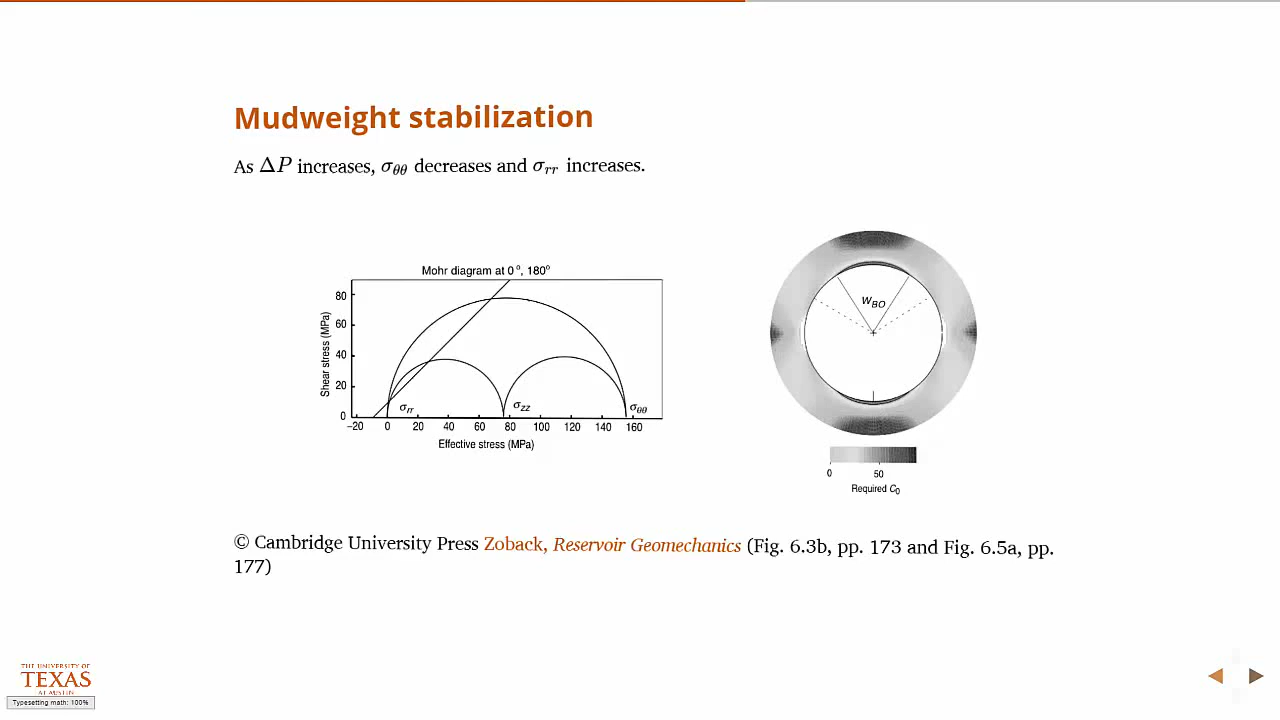 Mudweight stabilization
As ΔP increases, σθθ decreases and σrr increases.
Mohr diagram at 0°, 180°
Shear stress (MPa)
80
60
40
20
0
σrr
σzz
σθθ
−20 0 20 40 60 80 100 120 140 160
Effective stress (MPa)
wBO
0 50
Required C0
© Cambridge University Press Zoback, Reservoir Geomechanics (Fig. 6.3b, pp. 173 and Fig. 6.5a, pp.
177)
THE UNIVERSITY OF
TEXAS
AT AUSTIN
Typesetting math: 100%